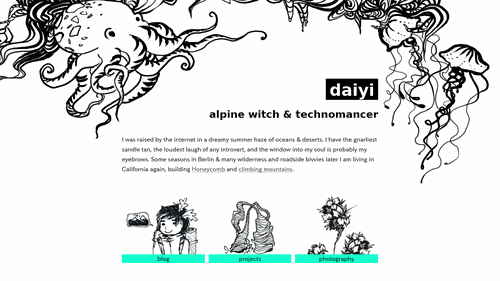 daiyi
alpine witch & technomancer
I was raised by the internet in a dreamy summer haze of oceans & deserts. I have the gnarliest
sandle tan, the loudest laugh of any introvert, and the window into my soul is probably my
eyebrows. Some seasons in Berlin & many wilderness and roadside bivvies later I am living in
California again, building Honeycomb and climbing mountains.
blog
projects
photography